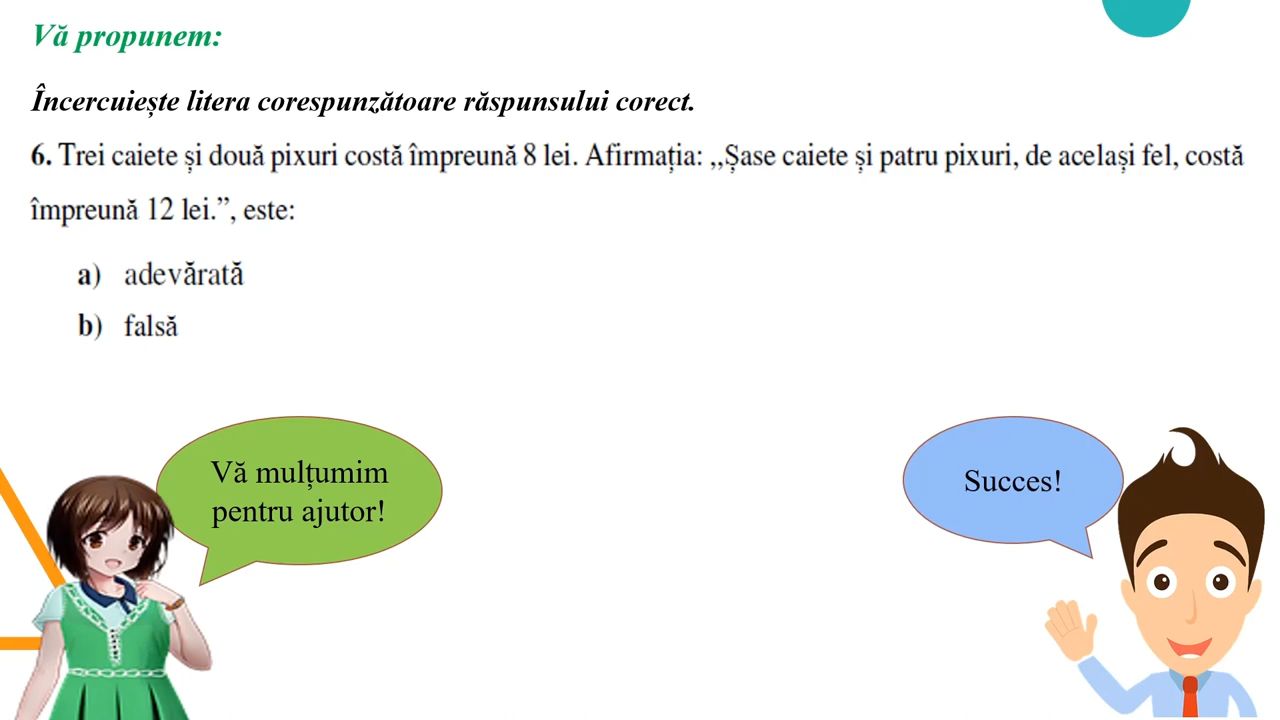 Vă propunem:
Încercuiește litera corespunzătoare răspunsului corect.
6. Trei caiete și două pixuri costă împreună 8 lei. Afirmația: ,,Șase caiete și patru pixuri, de același fel, costă
împreună 12 lei.”, este:
a) adevărată
b) falsă
Vă mulțumim
pentru ajutor!
Succes!